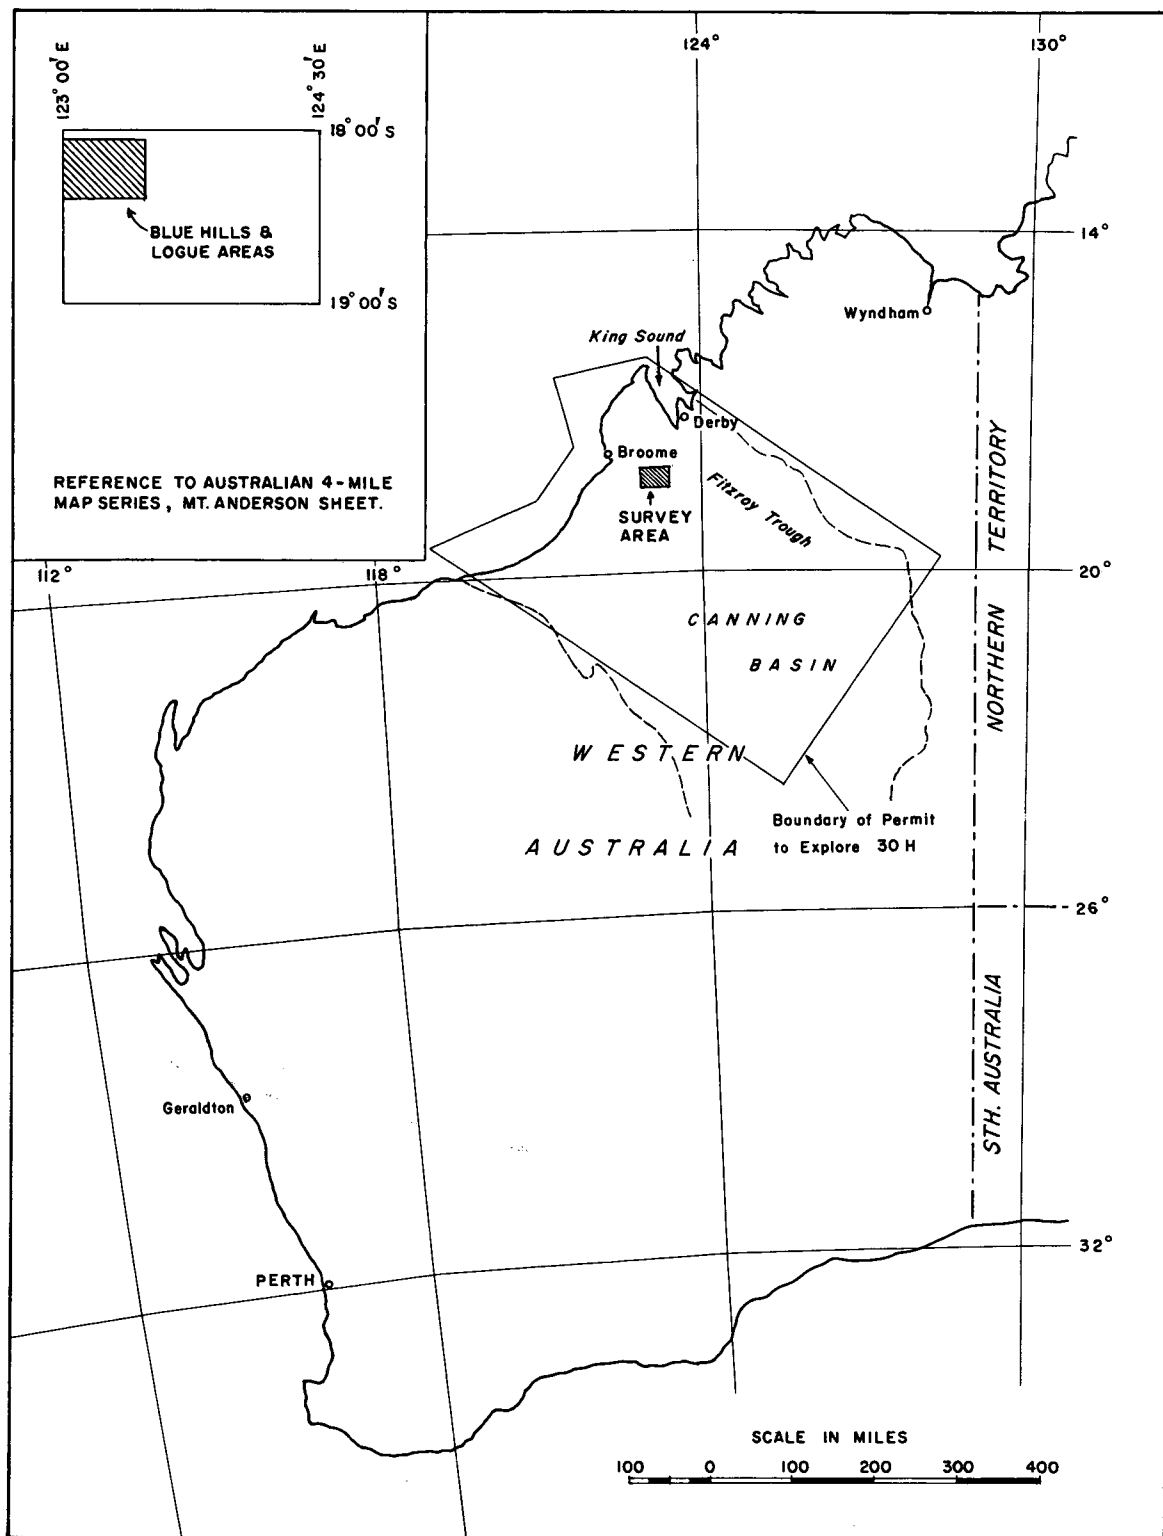 123° 00' E
124° 30' E
18° 00' S
BLUE HILLS &
LOGUE AREAS
19° 00' S
REFERENCE TO AUSTRALIAN 4-MILE
MAP SERIES, MT. ANDERSON SHEET.
124°
130°
14°
Wyndham
King Sound
Derby
Broome
SURVEY
AREA
Fitzroy Trough
NORTHERN TERRITORY
112°
118°
20°
CANNING
BASIN
WESTERN
AUSTRALIA
Boundary of Permit
to Explore 30 H
26°
STH. AUSTRALIA
Geraldton
PERTH
32°
SCALE IN MILES
100 0 100 200 300 400